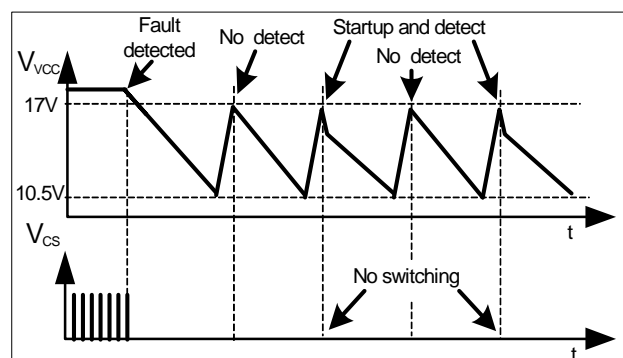 Fault
detected
No detect
Startup and detect
No detect
VVCC
17V
10.5V
t
VCS
No switching
t